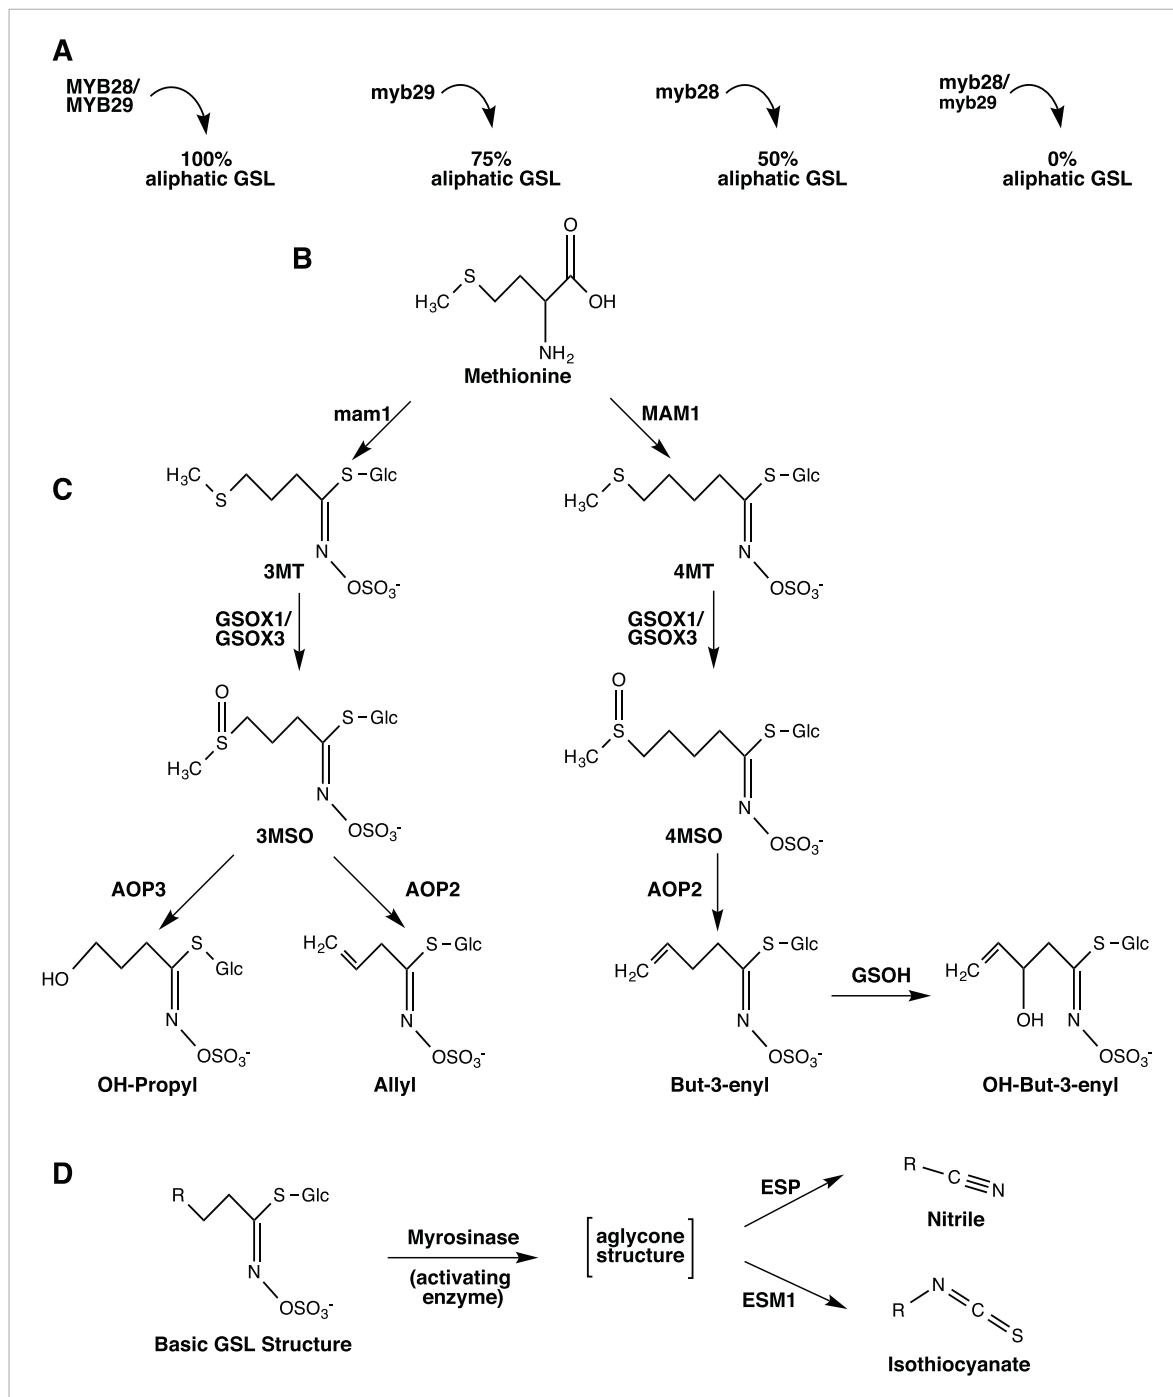 A
MYB28/
MYB29
100%
aliphatic GSL
myb29
75%
aliphatic GSL
myb28
50%
aliphatic GSL
myb28/
myb29
0%
aliphatic GSL
B
O
S
H3C
OH
NH2
Methionine
mam1
MAM1
C
H3C
S
S–Glc
N
OSO3-
3MT
S
H3C
S–Glc
N
OSO3-
4MT
GSOX1/
GSOX3
GSOX1/
GSOX3
O
S
H3C
S–Glc
N
OSO3-
3MSO
O
S
H3C
S–Glc
N
OSO3-
4MSO
AOP3
AOP2
AOP2
HO
S
Glc
N
OSO3-
OH-Propyl
H2C
S–Glc
N
OSO3-
Allyl
H2C
S–Glc
N
OSO3-
But-3-enyl
GSOH
H2C
OH
S–Glc
N
OSO3-
OH-But-3-enyl
D
R
S–Glc
N
OSO3-
Basic GSL Structure
Myrosinase
(activating
enzyme)
aglycone
structure
ESP
R
C
N
Nitrile
ESM1
R
N
C
S
Isothiocyanate